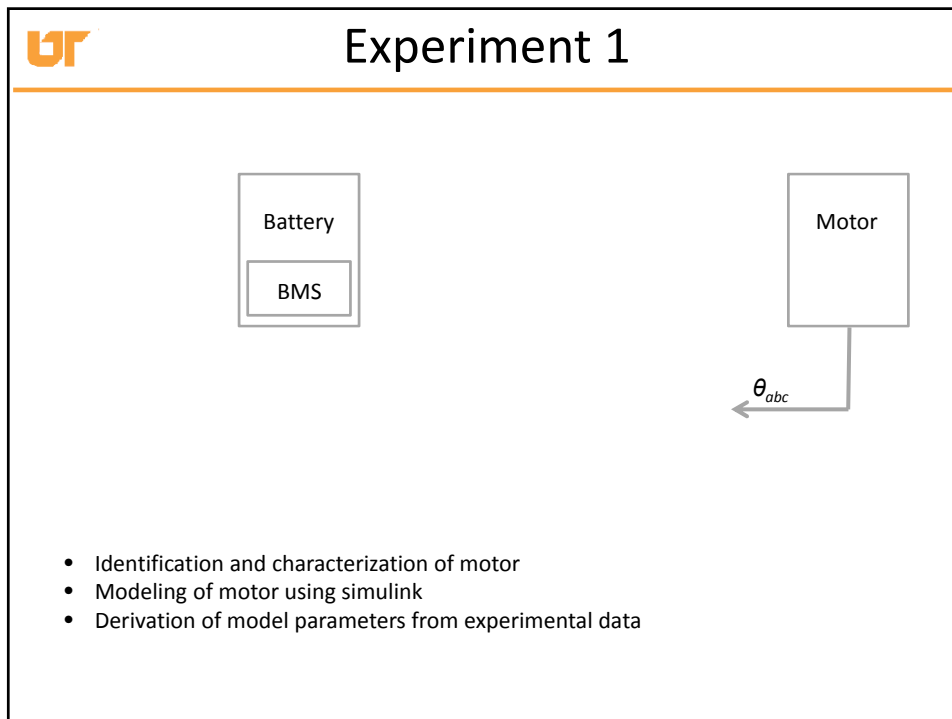 UT
Experiment 1
Battery
Motor
BMS
θabc
• Identification and characterization of motor
• Modeling of motor using simulink
• Derivation of model parameters from experimental data